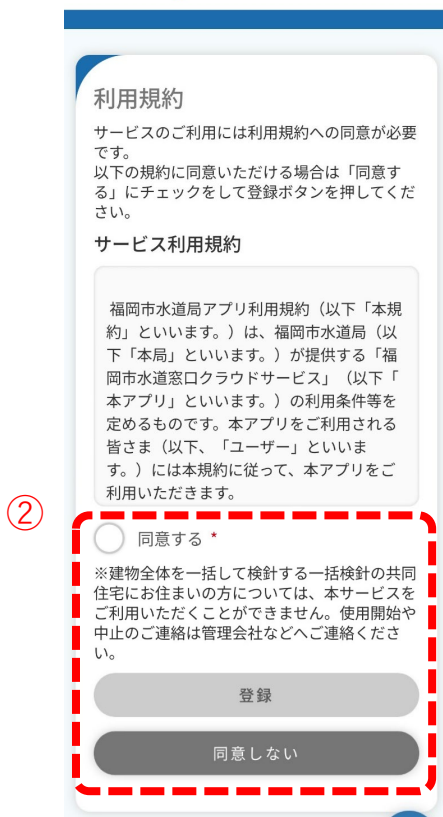 利用規約
サービスのご利用には利用規約への同意が必要
です。
以下の規約に同意いただける場合は「同意す
る」にチェックをして登録ボタンを押してくだ
さい。
サービス利用規約
福岡市水道局アプリ利用規約（以下「本規
約」といいます。）は、福岡市水道局（以
下「本局」といいます。）が提供する「福
岡市水道窓口クラウドサービス」（以下「
本アプリ」といいます。）の利用条件等を
定めるものです。本アプリをご利用される
皆さま（以下、「ユーザー」といいま
す。）には本規約に従って、本アプリをご
利用いただきます。
②
同意する *
※建物全体を一括して検針する一括検針の共同
住宅にお住まいの方については、本サービスを
ご利用いただくことができません。使用開始や
中止のご連絡は管理会社などへご連絡くださ
い。
登録
同意しない